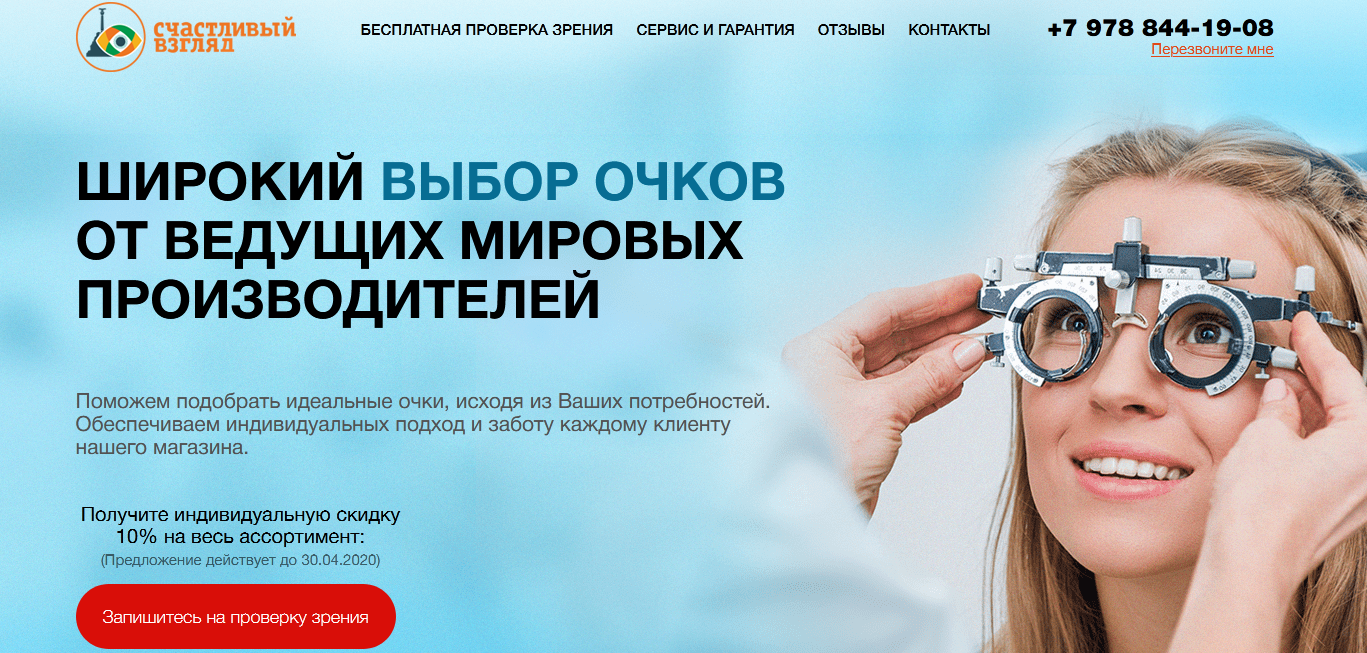 счастливый
взгляд
БЕСПЛАТНАЯ ПРОВЕРКА ЗРЕНИЯ СЕРВИС И ГАРАНТИЯ ОТЗЫВЫ КОНТАКТЫ
+7 978 844-19-08
Перезвоните мне
ШИРОКИЙ ВЫБОР ОЧКОВ
ОТ ВЕДУЩИХ МИРОВЫХ
ПРОИЗВОДИТЕЛЕЙ
Поможем подобрать идеальные очки, исходя из Ваших потребностей.
Обеспечиваем индивидуальных подход и заботу каждому клиенту
нашего магазина.
Получите индивидуальную скидку
10% на весь ассортимент:
(Предложение действует до 30.04.2020)
Запишитесь на проверку зрения